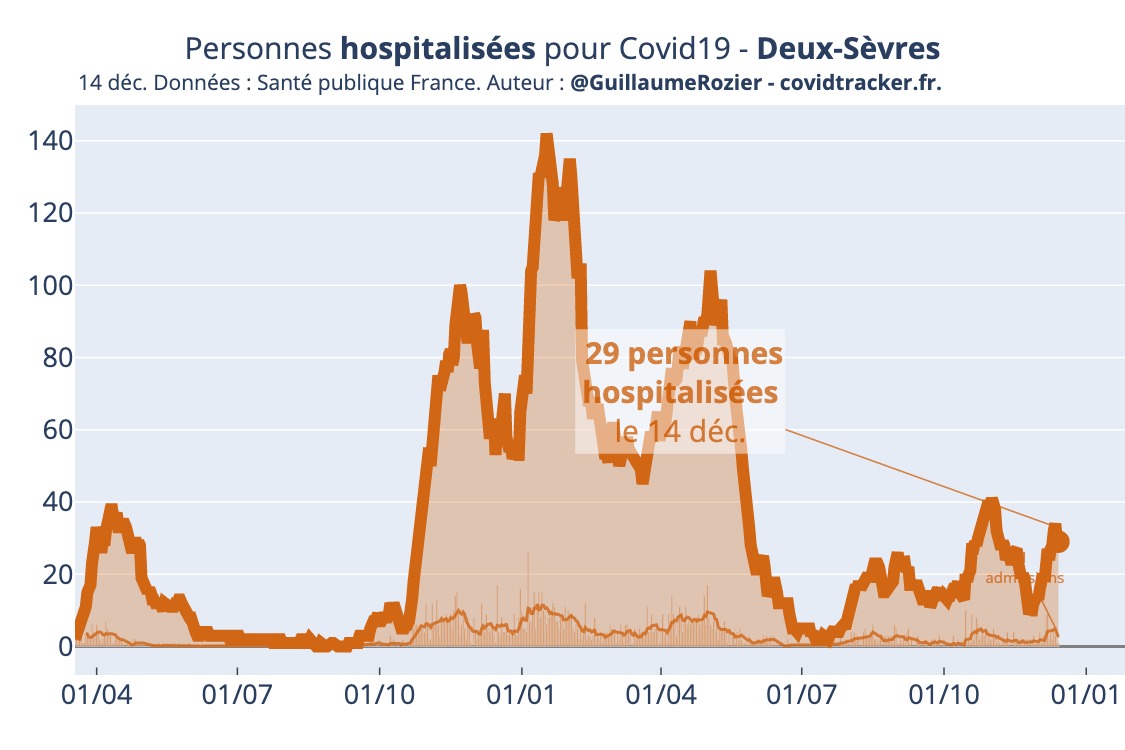 Personnes hospitalisées pour Covid19 - Deux-Sèvres
14 déc. Données : Santé publique France. Auteur : @GuillaumeRozier - covidtracker.fr.
140
120
100
80
60
40
20
0
29 personnes
hospitalisées
le 14 déc.
admissions
01/04 01/07 01/10 01/01 01/04 01/07 01/10 01/01